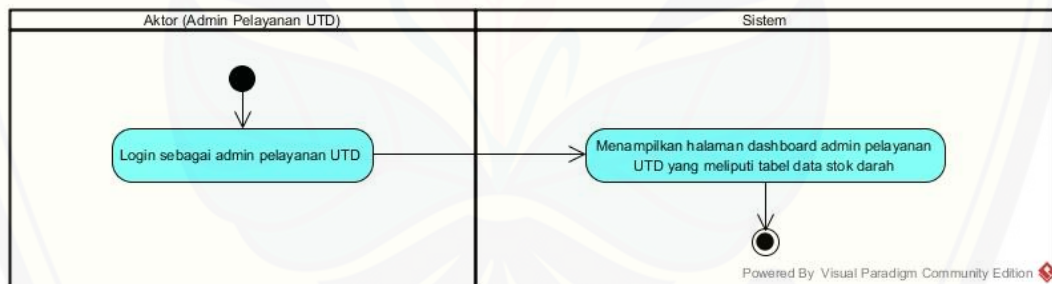 Aktor (Admin Pelayanan UTD)
Sistem
Login sebagai admin pelayanan UTD
Menampilkan halaman dashboard admin pelayanan
UTD yang meliputi tabel data stok darah
Powered By Visual Paradigm Community Edition